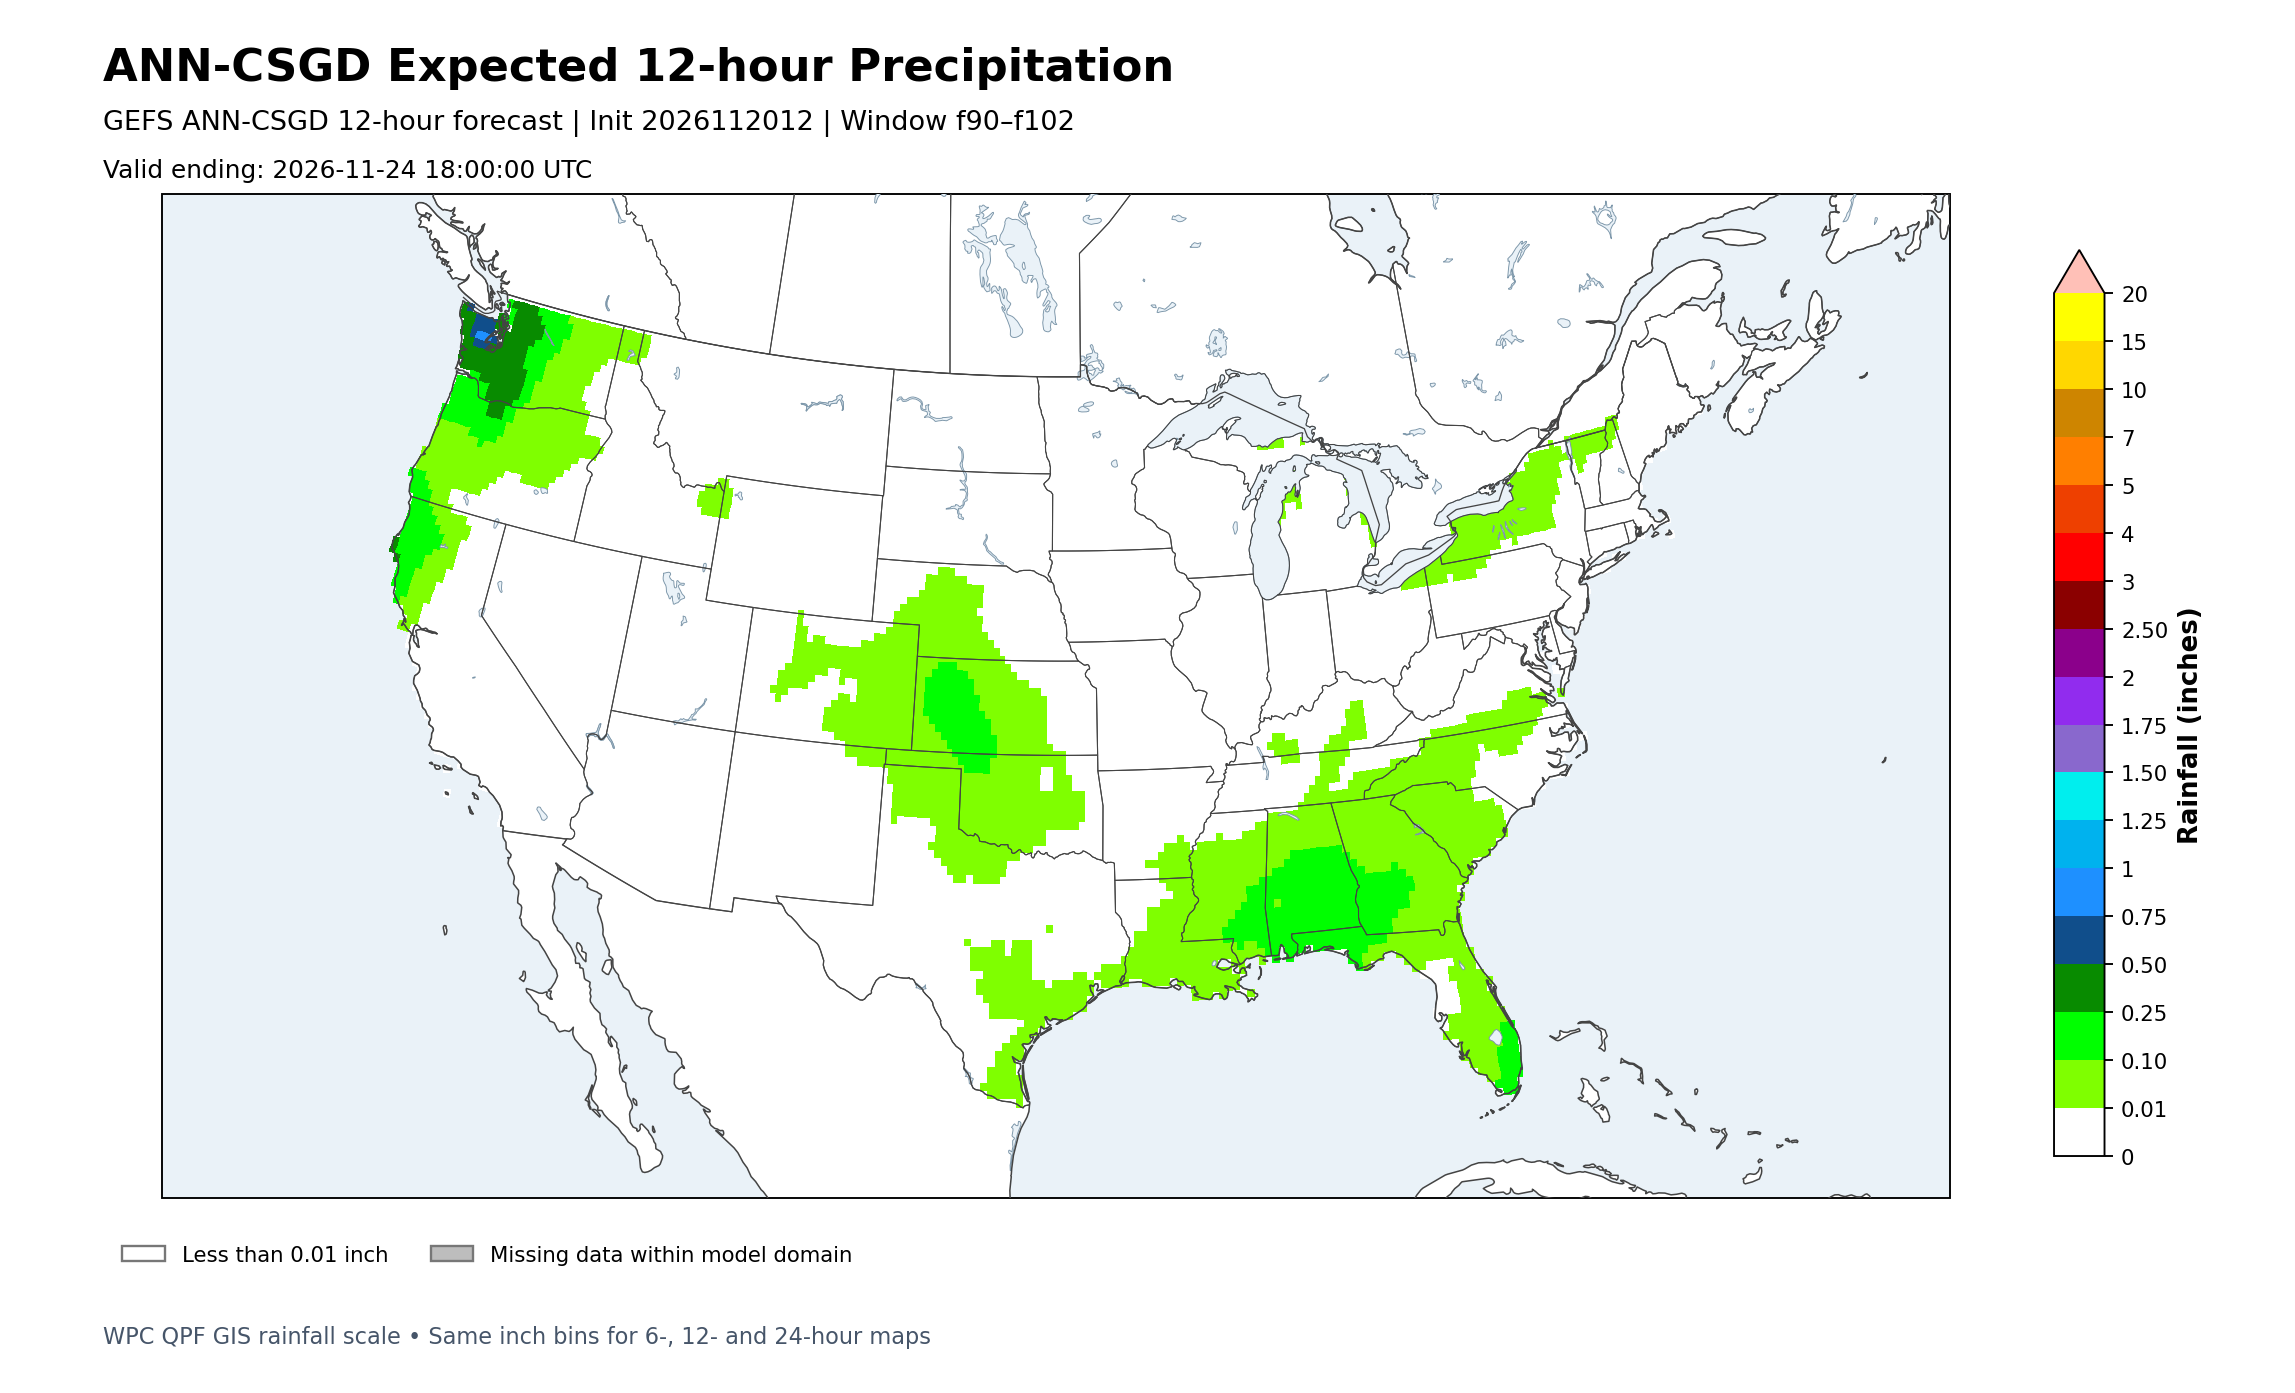 ANN-CSGD Expected 12-hour Precipitation
GEFS ANN-CSGD 12-hour forecast | Init 2026112012 | Window f90–f102
Valid ending: 2026-11-24 18:00:00 UTC
20
15
10
7
5
4
3
2.50
2
1.75
1.50
1.25
1
0.75
0.50
0.25
0.10
0.01
0
Rainfall (inches)
Less than 0.01 inch
Missing data within model domain
WPC QPF GIS rainfall scale • Same inch bins for 6-, 12- and 24-hour maps